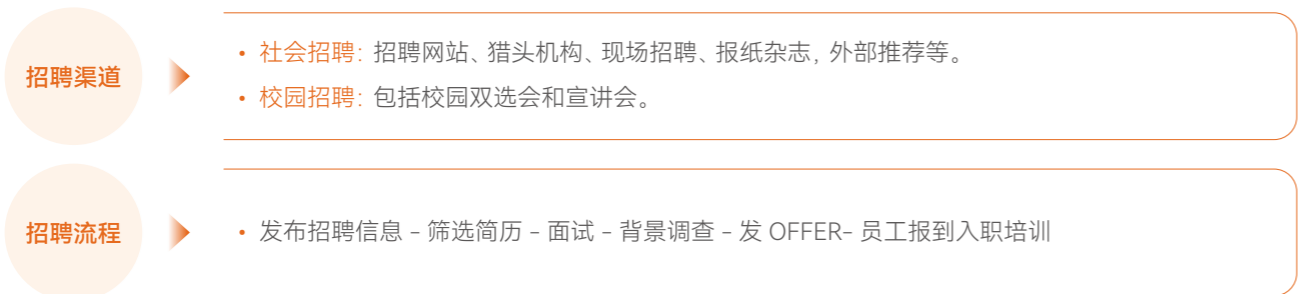 招聘渠道
• 社会招聘：招聘网站、猎头机构、现场招聘、报纸杂志，外部推荐等。
• 校园招聘：包括校园双选会和宣讲会。
招聘流程
• 发布招聘信息 – 筛选简历 – 面试 – 背景调查 – 发 OFFER– 员工报到入职培训